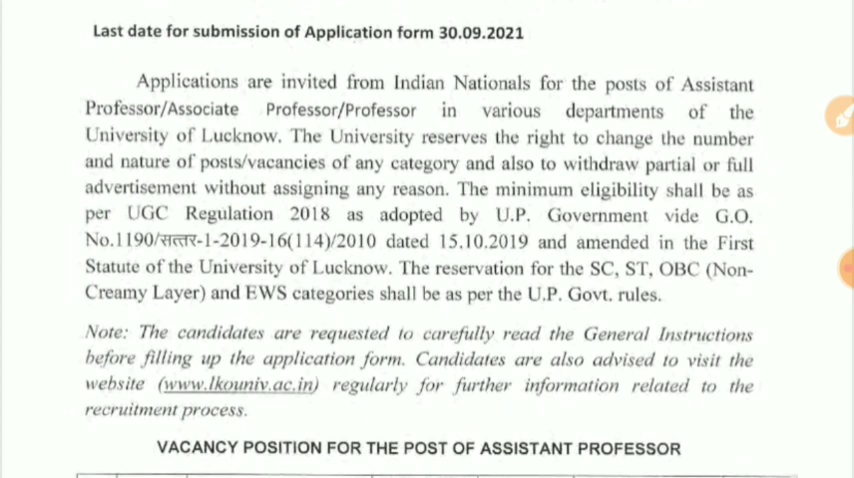 Last date for submission of Application form 30.09.2021
Applications are invited from Indian Nationals for the posts of Assistant
Professor/Associate Professor/Professor in various departments of the
University of Lucknow. The University reserves the right to change the number
and nature of posts/vacancies of any category and also to withdraw partial or full
advertisement without assigning any reason. The minimum eligibility shall be as
per UGC Regulation 2018 as adopted by U.P. Government vide G.O.
No.1190/सत्तर-1-2019-16(114)/2010 dated 15.10.2019 and amended in the First
Statute of the University of Lucknow. The reservation for the SC, ST, OBC (Non-
Creamy Layer) and EWS categories shall be as per the U.P. Govt. rules.
Note: The candidates are requested to carefully read the General Instructions
before filling up the application form. Candidates are also advised to visit the
website (www.lkouniv.ac.in) regularly for further information related to the
recruitment process.
VACANCY POSITION FOR THE POST OF ASSISTANT PROFESSOR